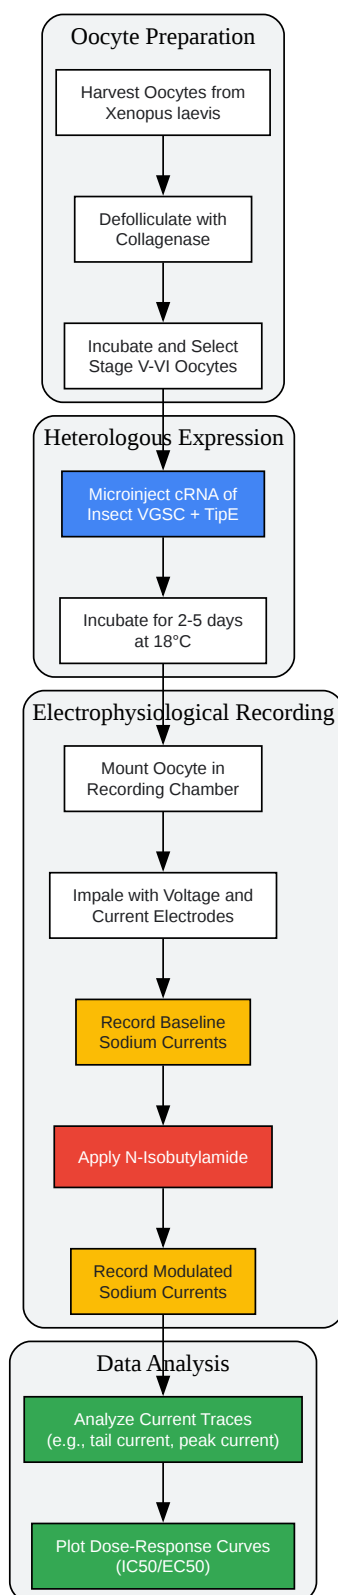 Oocyte Preparation
Harvest Oocytes from
Xenopus laevis
Defolliculate with
Collagenase
Incubate and Select
Stage V-VI Oocytes
Heterologous Expression
Microinject cRNA of
Insect VGSC + TipE
Incubate for 2-5 days
at 18°C
Electrophysiological Recording
Mount Oocyte in
Recording Chamber
Impale with Voltage and
Current Electrodes
Record Baseline
Sodium Currents
Apply N-Isobutylamide
Record Modulated
Sodium Currents
Data Analysis
Analyze Current Traces
(e.g., tail current, peak current)
Plot Dose-Response Curves
(IC50/EC50)